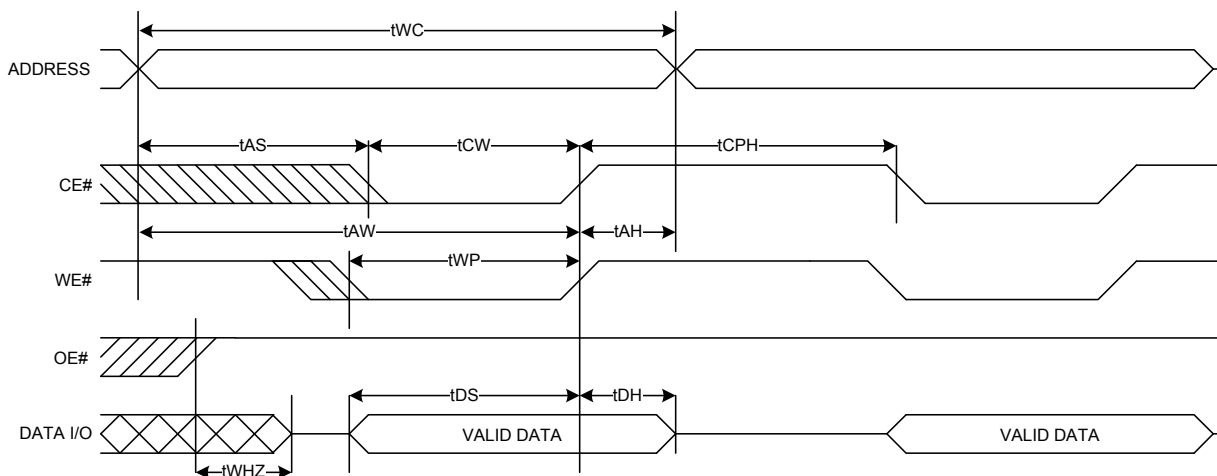 tWC
ADDRESS
tAS
tCW
tCPH
CE#
tAW
tAH
tWP
WE#
OE#
tDS
tDH
DATA I/O
VALID DATA
VALID DATA
tWHZ